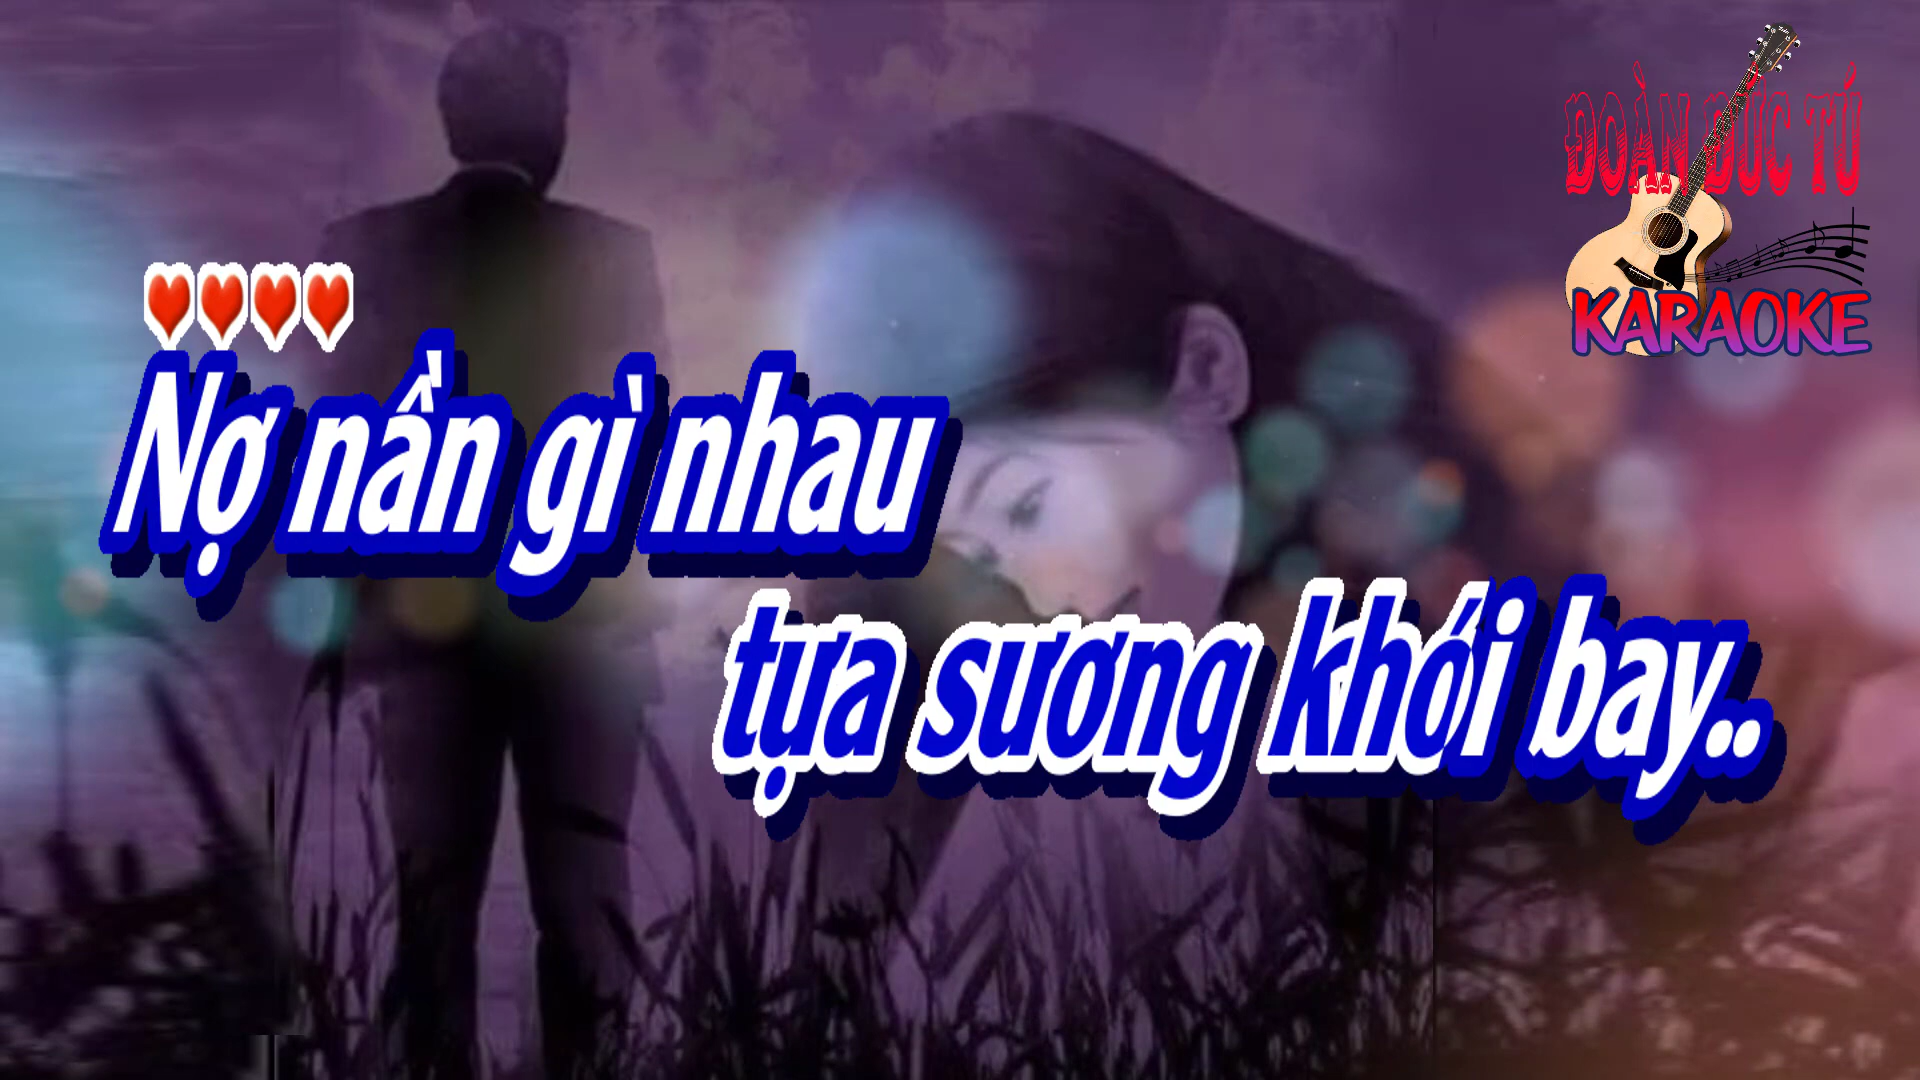 ĐOÀN ĐỨC TÚ
KARAOKE
♥♥♥♥
Nợ nần gì nhau
tựa sương khói bay..